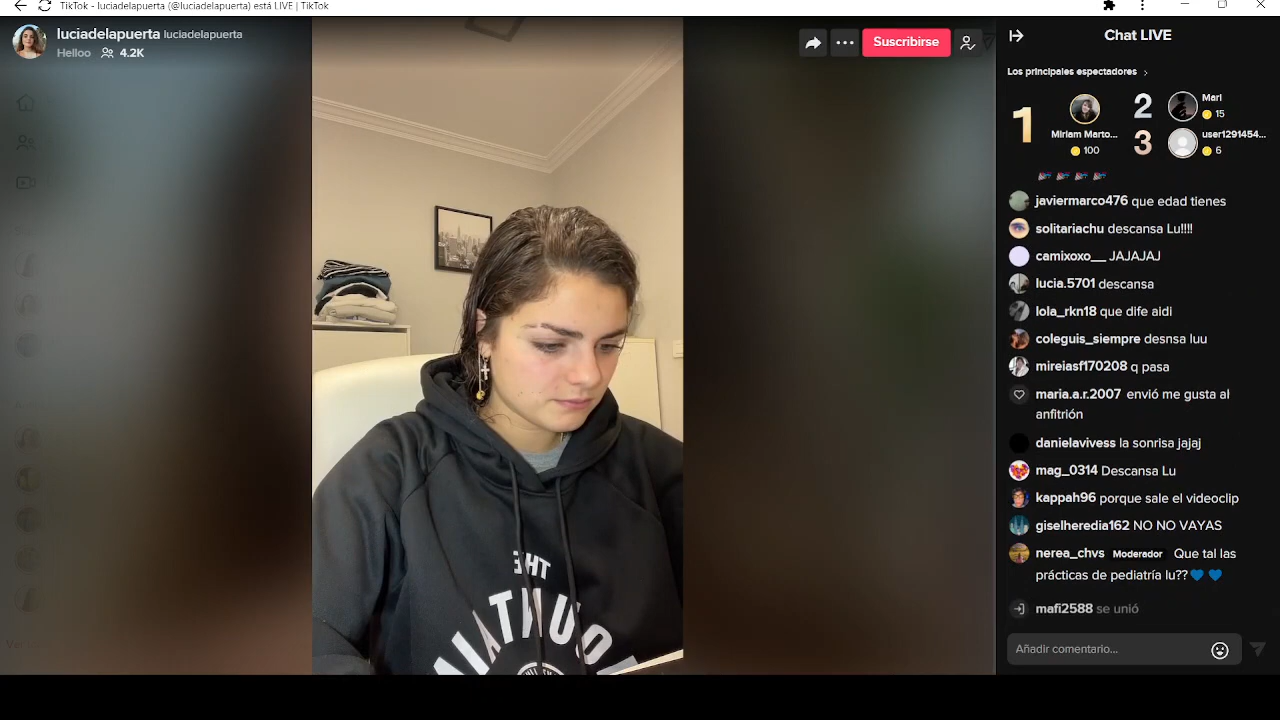 TikTok - luciadelapuerta (@luciadelapuerta) está LIVE | TikTok
luciadelapuerta luciadelapuerta
Helloo 4.2K
Suscribirse
Chat LIVE
Los principales espectadores
1
Miriam Marto...
100
2
Mari
15
3
user1291454...
6
javiermarco476 que edad tienes
solitariachu descansa Lu!!!!
camixoxo__ JAJAJAJ
lucia.5701 descansa
lola_rkn18 que dife aidi
coleguis_siempre desnsa luu
mireiasf170208 q pasa
maria.a.r.2007 envió me gusta al
anfitrión
danielavivess la sonrisa jajaj
mag_0314 Descansa Lu
kappah96 porque sale el videoclip
giselheredia162 NO NO VAYAS
nerea_chvs Moderador Que tal las
prácticas de pediatría lu??💙 💙
mafi2588 se unió
Añadir comentario...
THE
MOUNTAIN